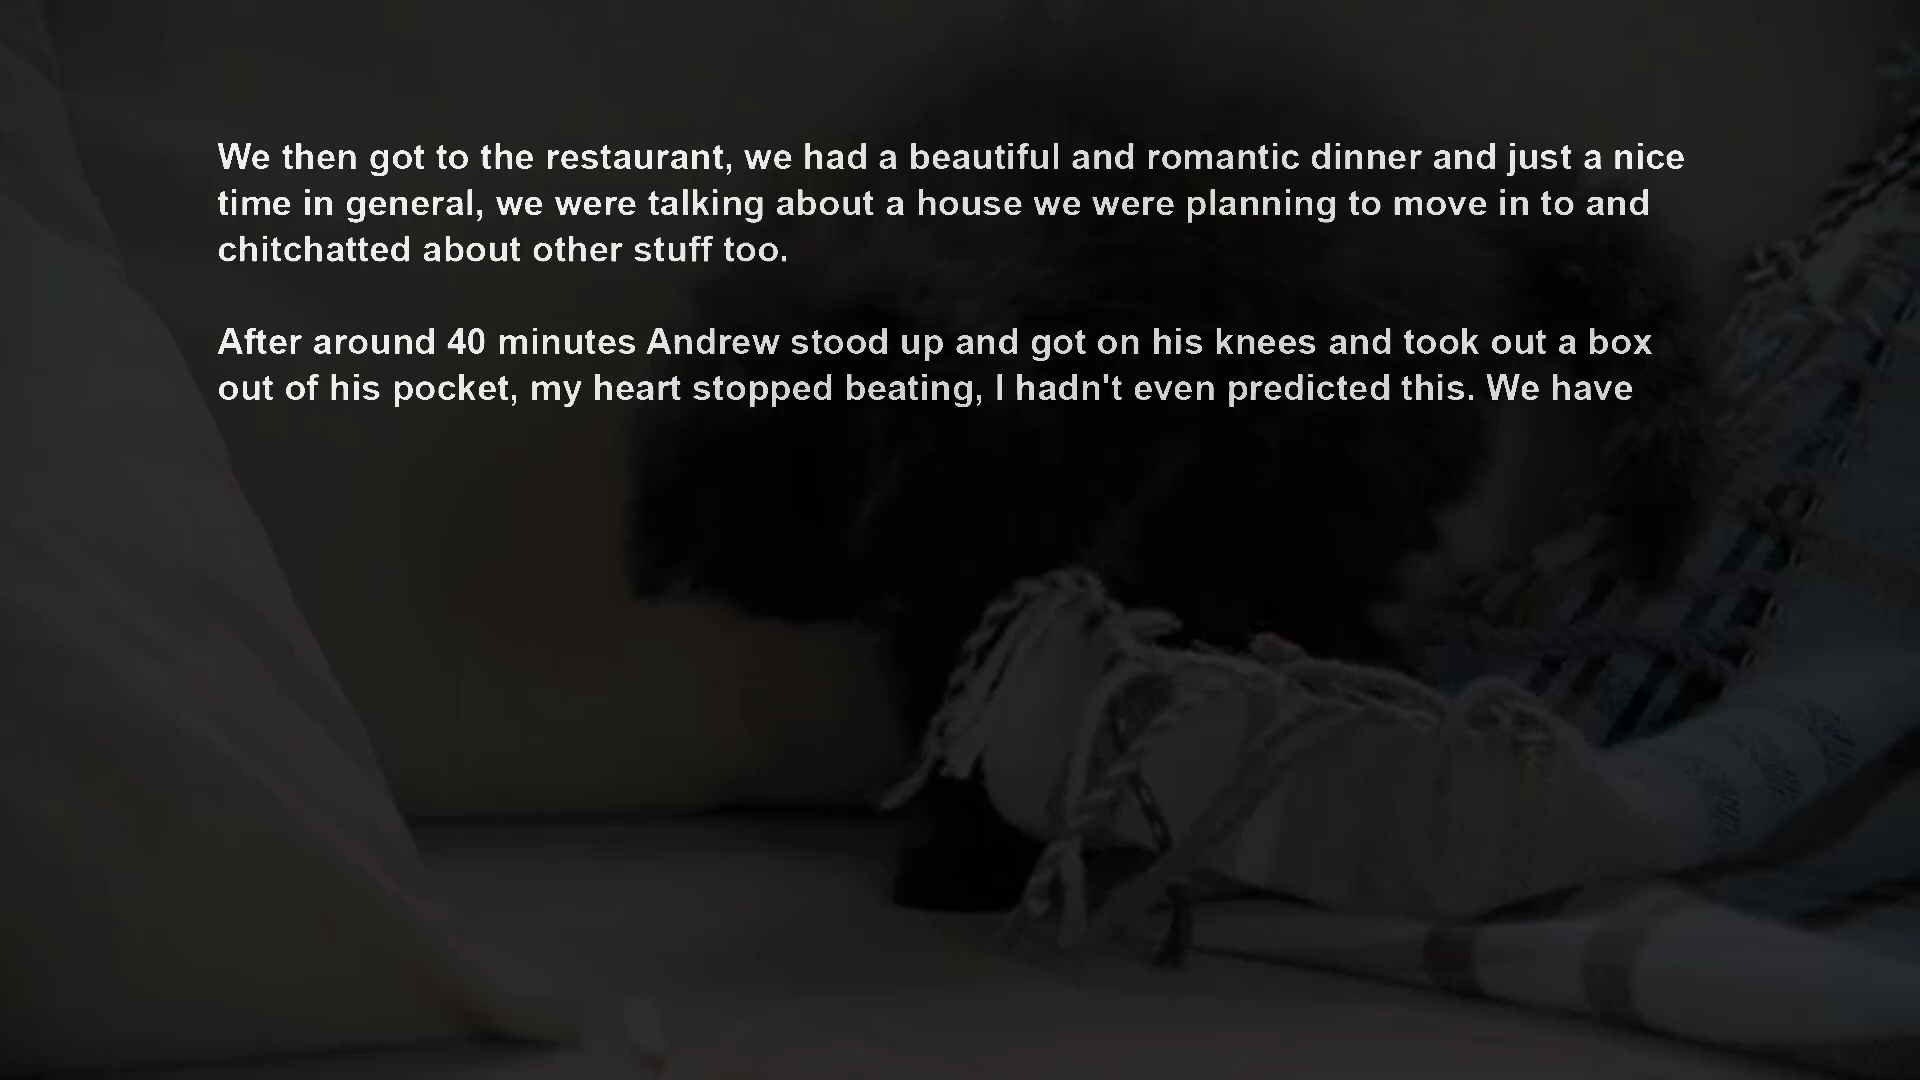 We then got to the restaurant, we had a beautiful and romantic dinner and just a nice
time in general, we were talking about a house we were planning to move in to and
chitchatted about other stuff too.
After around 40 minutes Andrew stood up and got on his knees and took out a box
out of his pocket, my heart stopped beating, I hadn't even predicted this. We have